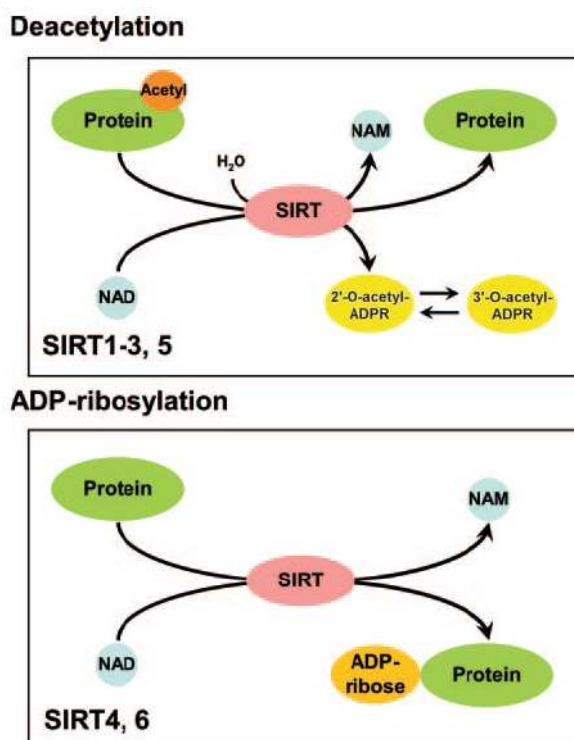 Deacetylation
Acetyl
Protein
NAM
Protein
H₂O
SIRT
NAD
2'-O-acetyl-
ADPR
3'-O-acetyl-
ADPR
SIRT1-3, 5
ADP-ribosylation
Protein
NAM
SIRT
NAD
ADP-
ribose
Protein
SIRT4, 6